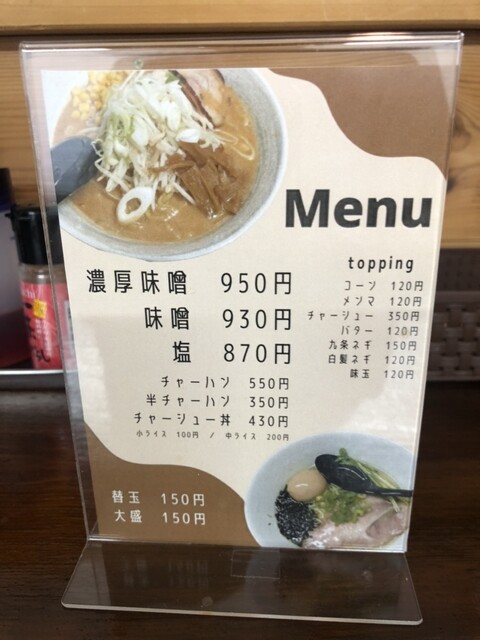 Menu
濃厚味噌 950円
味噌 930円
塩 870円
チャーハン 550円
半チャーハン 350円
チャーシュー丼 430円
小ライス 100円 / 中ライス 200円
topping
コーン 120円
メンマ 120円
チャーシュー 350円
バター 120円
九条ネギ 150円
白髪ネギ 120円
味玉 120円
替玉 150円
大盛 150円